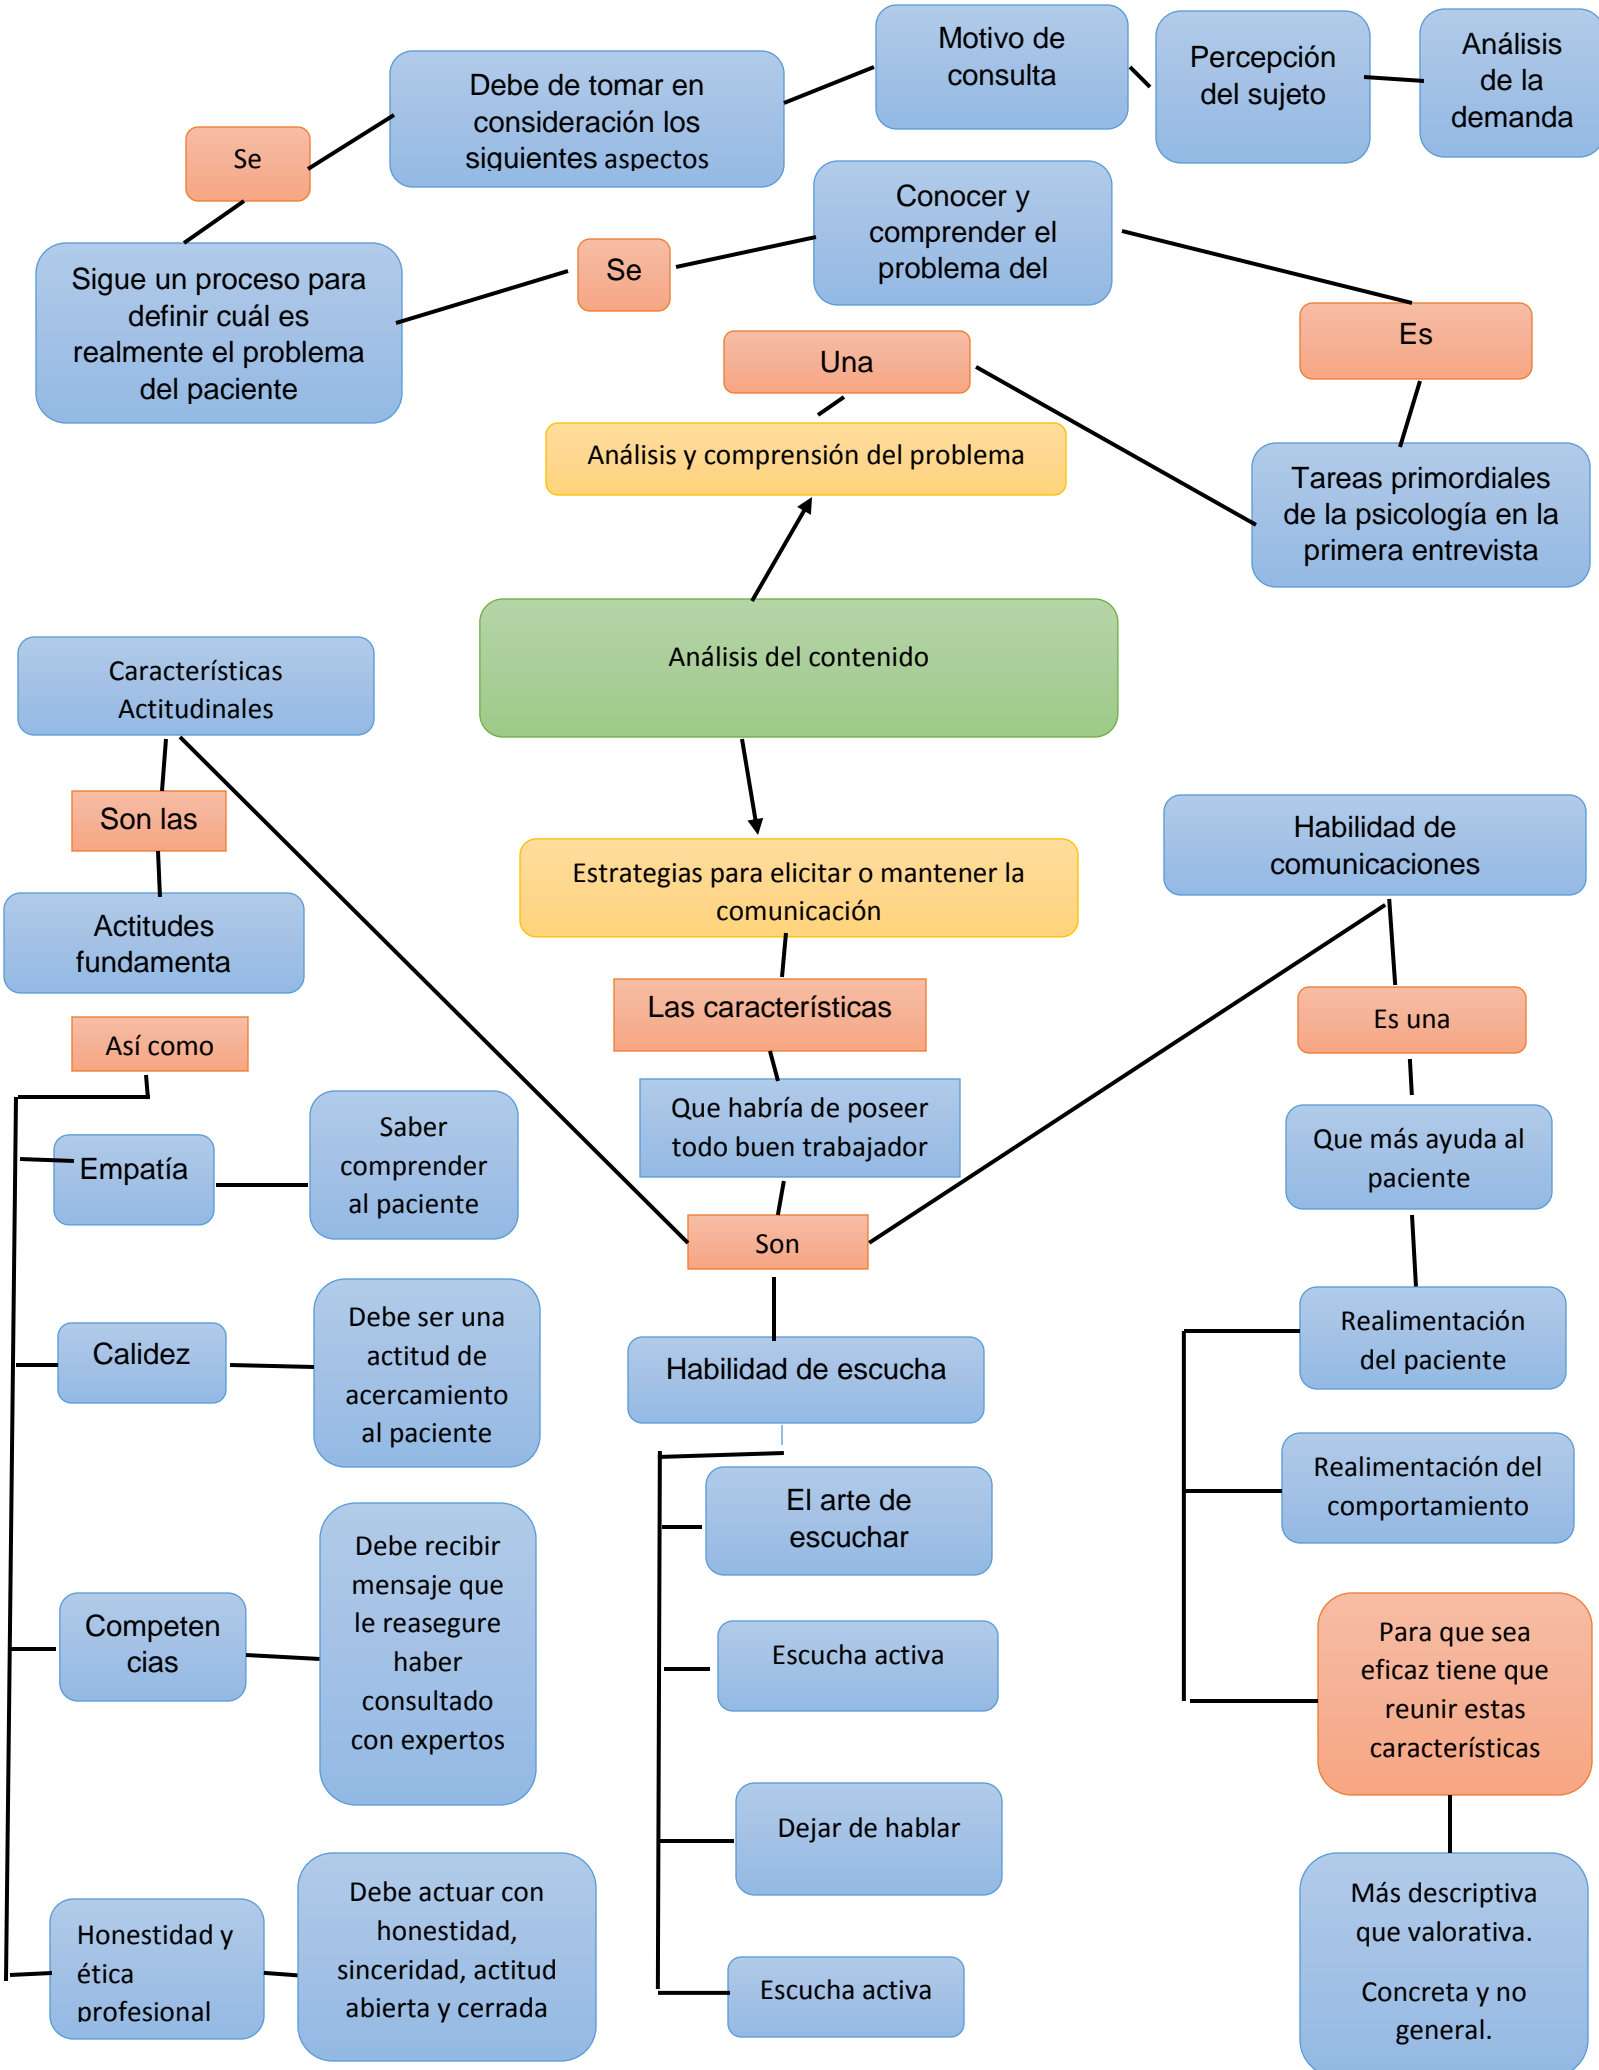 Motivo de
consulta
Percepción
del sujeto
Análisis
de la
demanda
Debe de tomar en
consideración los
siguientes aspectos
Se
Conocer y
comprender el
problema del
Se
Sigue un proceso para
definir cuál es
realmente el problema
del paciente
Es
Una
Análisis y comprensión del problema
Tareas primordiales
de la psicología en la
primera entrevista
Análisis del contenido
Características
Actitudinales
Son las
Actitudes
fundamenta
Así como
Empatía
Saber
comprender
al paciente
Calidez
Debe ser una
actitud de
acercamiento
al paciente
Competen
cias
Debe recibir
mensaje que
le reasegure
haber
consultado
con expertos
Honestidad y
ética
profesional
Debe actuar con
honestidad,
sinceridad, actitud
abierta y cerrada
Estrategias para elicitar o mantener la
comunicación
Las características
Que habría de poseer
todo buen trabajador
Son
Habilidad de escucha
El arte de
escuchar
Escucha activa
Dejar de hablar
Escucha activa
Habilidad de
comunicaciones
Es una
Que más ayuda al
paciente
Realimentación
del paciente
Realimentación del
comportamiento
Para que sea
eficaz tiene que
reunir estas
características
Más descriptiva
que valorativa.
Concreta y no
general.